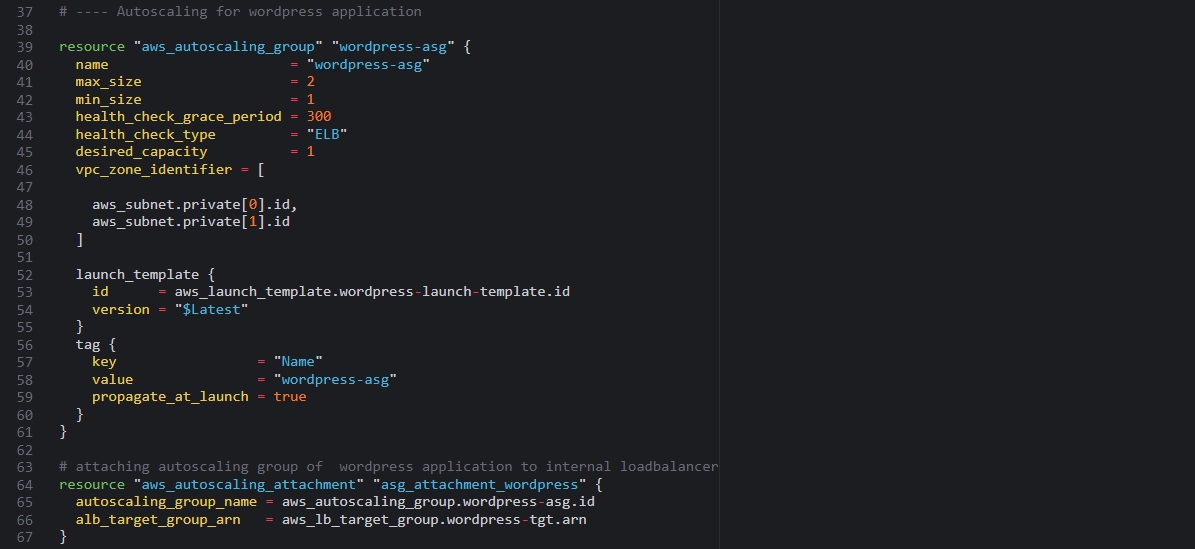 37 # ---- Autoscaling for wordpress application
38
39 resource "aws_autoscaling_group" "wordpress-asg" {
40   name                      = "wordpress-asg"
41   max_size                  = 2
42   min_size                  = 1
43   health_check_grace_period = 300
44   health_check_type         = "ELB"
45   desired_capacity          = 1
46   vpc_zone_identifier = [
47
48     aws_subnet.private[0].id,
49     aws_subnet.private[1].id
50   ]
51
52   launch_template {
53     id      = aws_launch_template.wordpress-launch-template.id
54     version = "$Latest"
55   }
56   tag {
57     key                 = "Name"
58     value               = "wordpress-asg"
59     propagate_at_launch = true
60   }
61 }
62
63 # attaching autoscaling group of  wordpress application to internal loadbalancer
64 resource "aws_autoscaling_attachment" "asg_attachment_wordpress" {
65   autoscaling_group_name = aws_autoscaling_group.wordpress-asg.id
66   alb_target_group_arn   = aws_lb_target_group.wordpress-tgt.arn
67 }